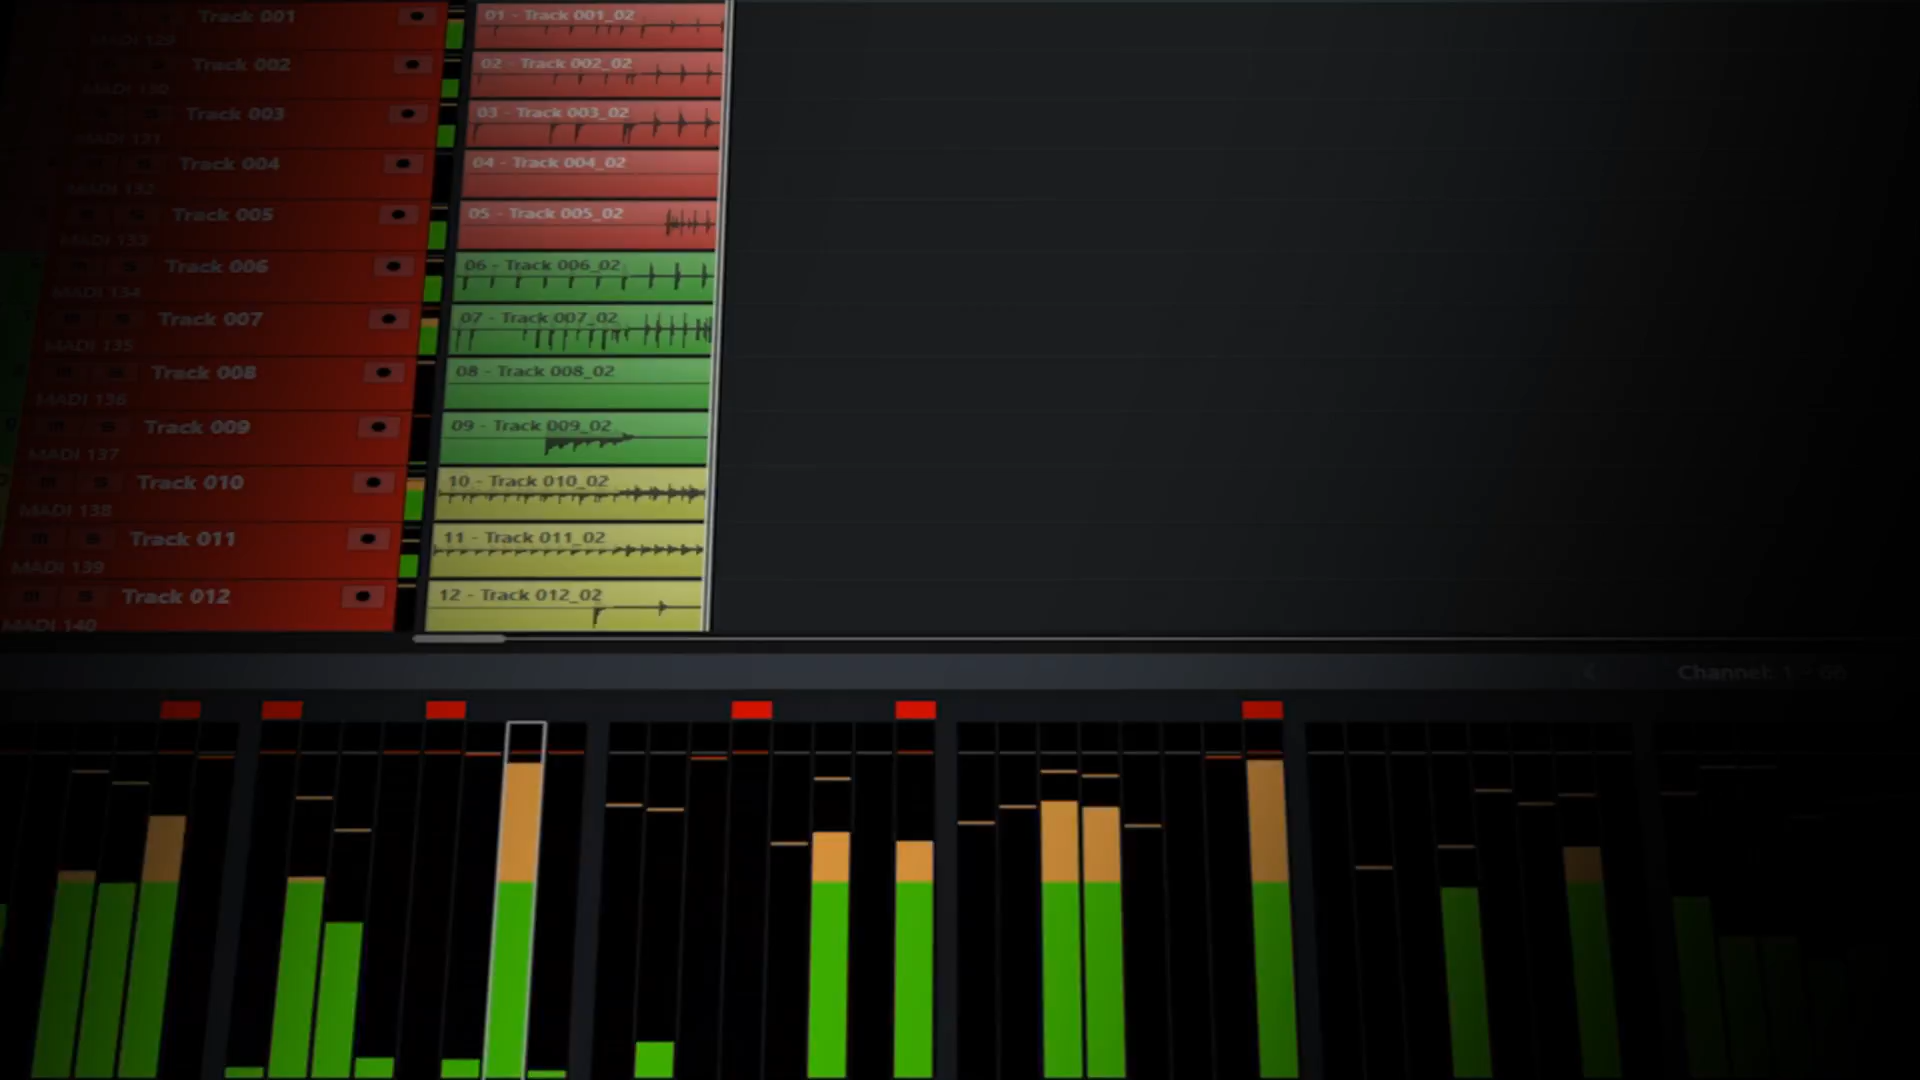 Track 001
MADI 129
01 - Track 001_02
Track 002
MADI 130
02 - Track 002_02
Track 003
MADI 131
03 - Track 003_02
Track 004
MADI 132
04 - Track 004_02
Track 005
MADI 133
05 - Track 005_02
Track 006
MADI 134
06 - Track 006_02
Track 007
MADI 135
07 - Track 007_02
Track 008
MADI 136
08 - Track 008_02
Track 009
MADI 137
09 - Track 009_02
Track 010
MADI 138
10 - Track 010_02
Track 011
MADI 139
11 - Track 011_02
Track 012
MADI 140
12 - Track 012_02
Channel: 1